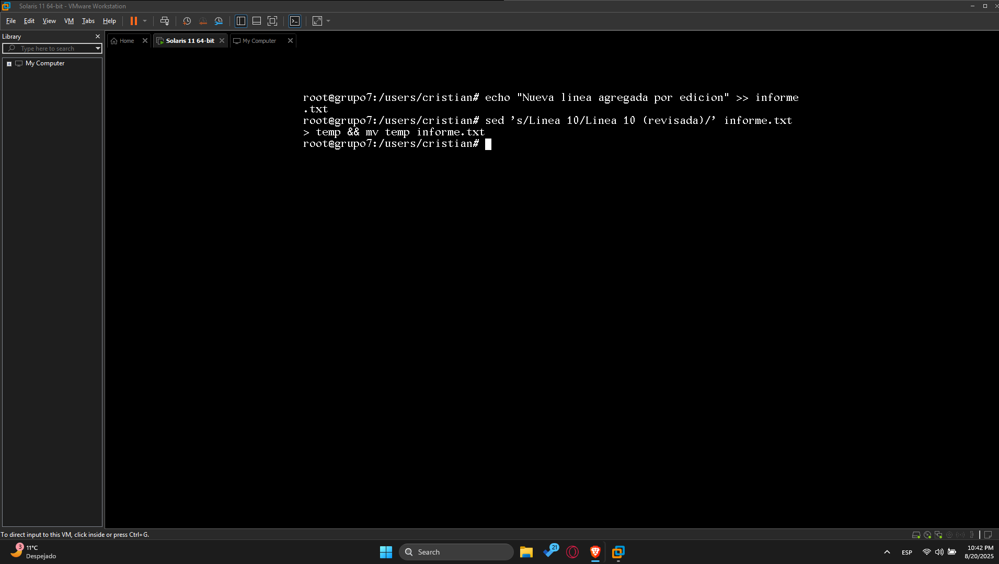 Solaris 11 64-bit - VMware Workstation
File Edit View VM Tabs Help
Library
Type here to search
My Computer
Home
Solaris 11 64-bit
My Computer
root@grupo7:/users/cristian# echo "Nueva linea agregada por edicion" >> informe
.txt
root@grupo7:/users/cristian# sed ’s/Linea 10/Linea 10 (revisada)/’ informe.txt
> temp && mv temp informe.txt
root@grupo7:/users/cristian#
To direct input to this VM, click inside or press Ctrl+G.
3
11°C
Despejado
Search
21
ESP
10:42 PM
8/20/2025